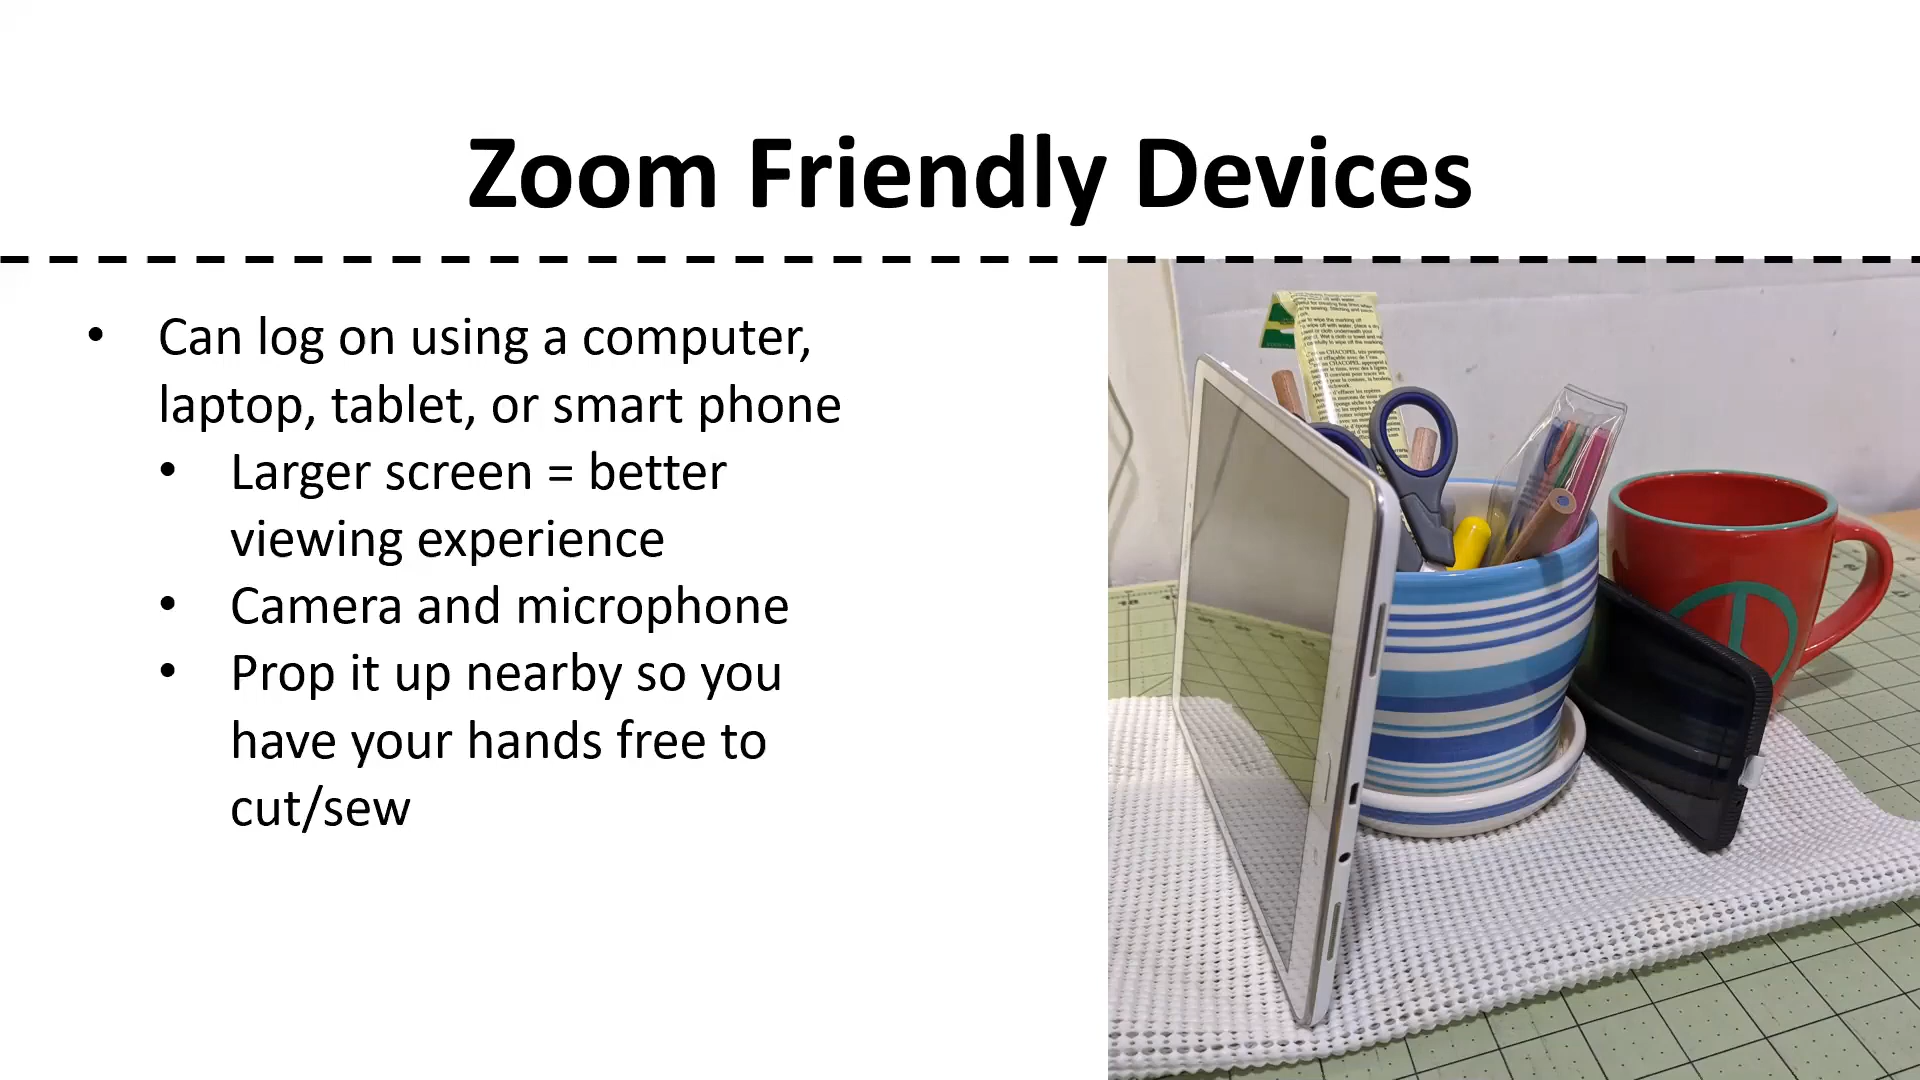 Zoom Friendly Devices
• Can log on using a computer,
laptop, tablet, or smart phone
• Larger screen = better
viewing experience
• Camera and microphone
• Prop it up nearby so you
have your hands free to
cut/sew